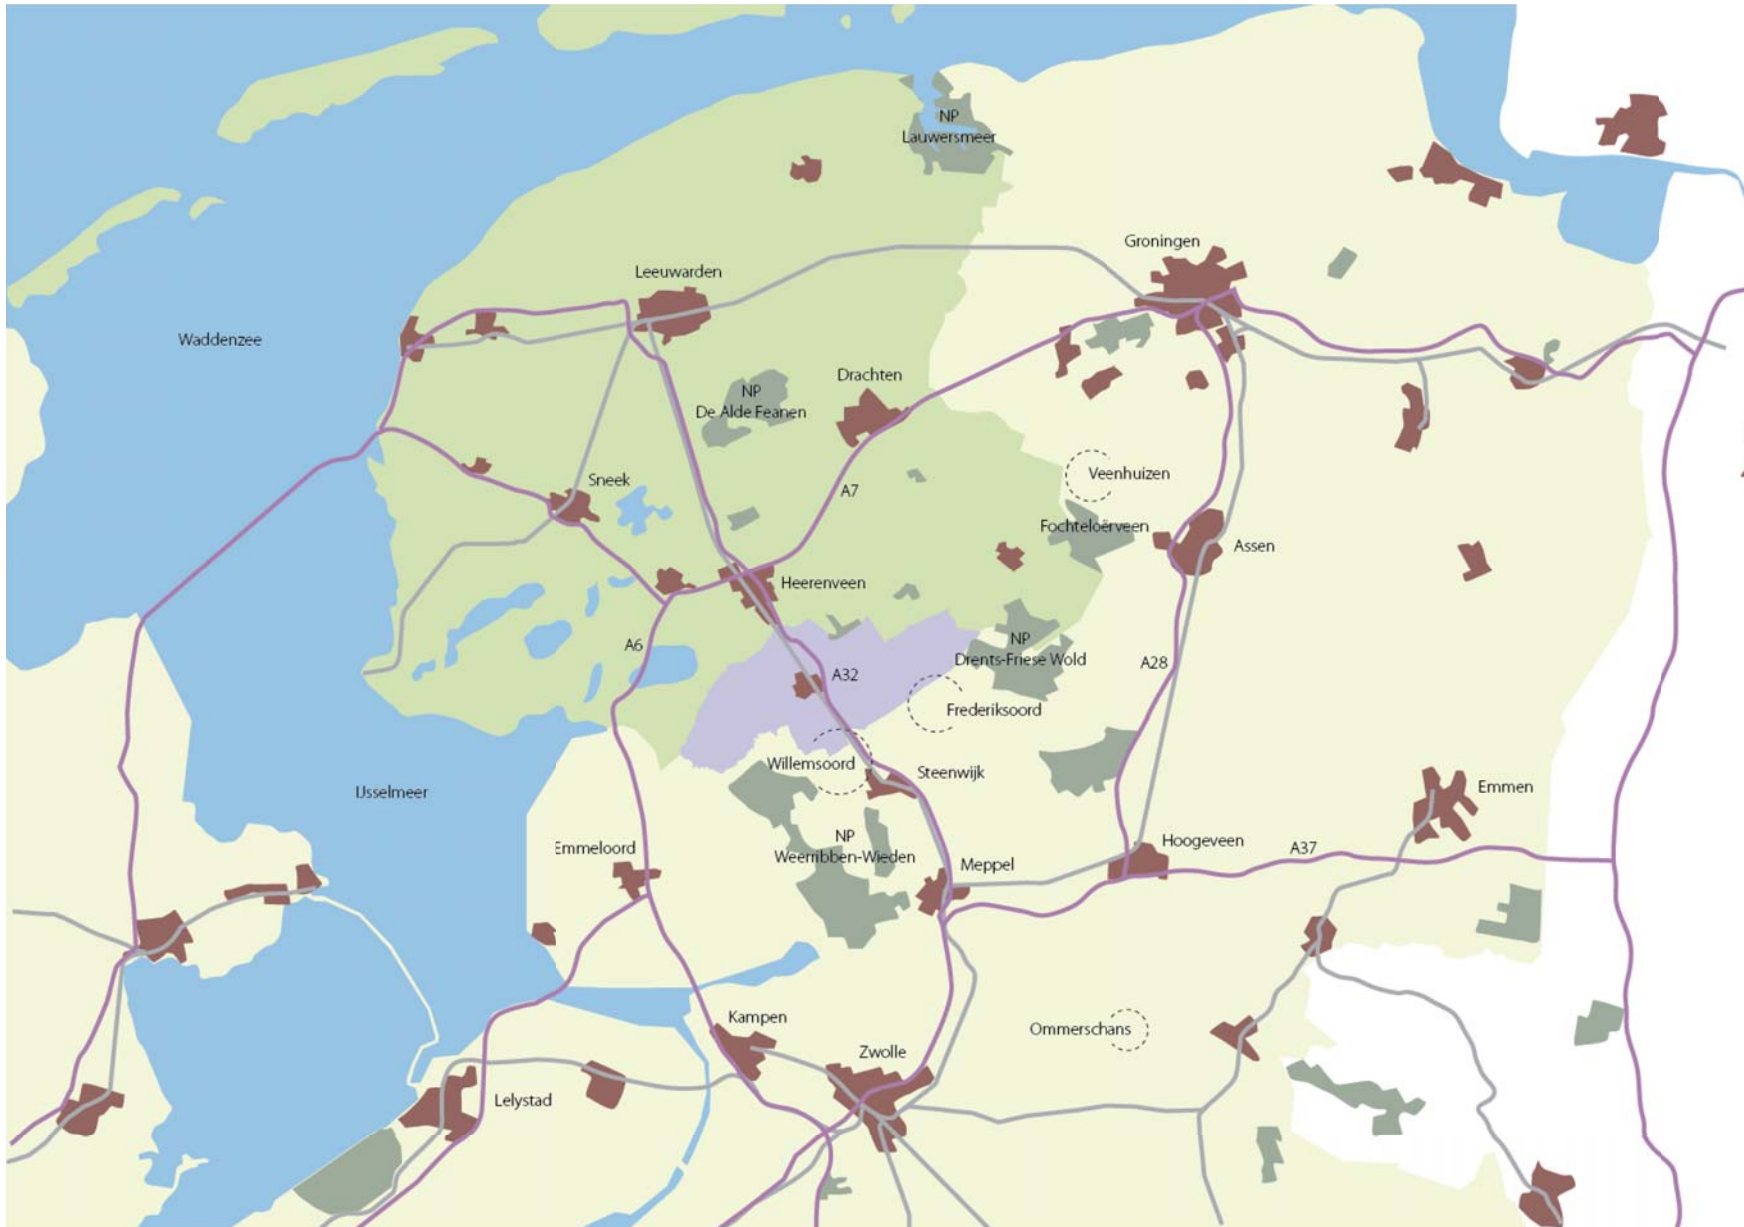 NP
Lauwersmeer
Groningen
Leeuwarden
Waddenzee
Drachten
NP
De Alde Feanen
Veenhuizen
Sneek
A7
Fochteloërveen
Assen
Heerenveen
A6
NP
Drents-Friese Wold
A28
A32
Frederiksoord
Willemsoord
Steenwijk
IJsselmeer
Emmen
NP
Weerribben-Wieden
Emmeloord
Hoogeveen
A37
Meppel
Kampen
Ommerschans
Zwolle
Lelystad